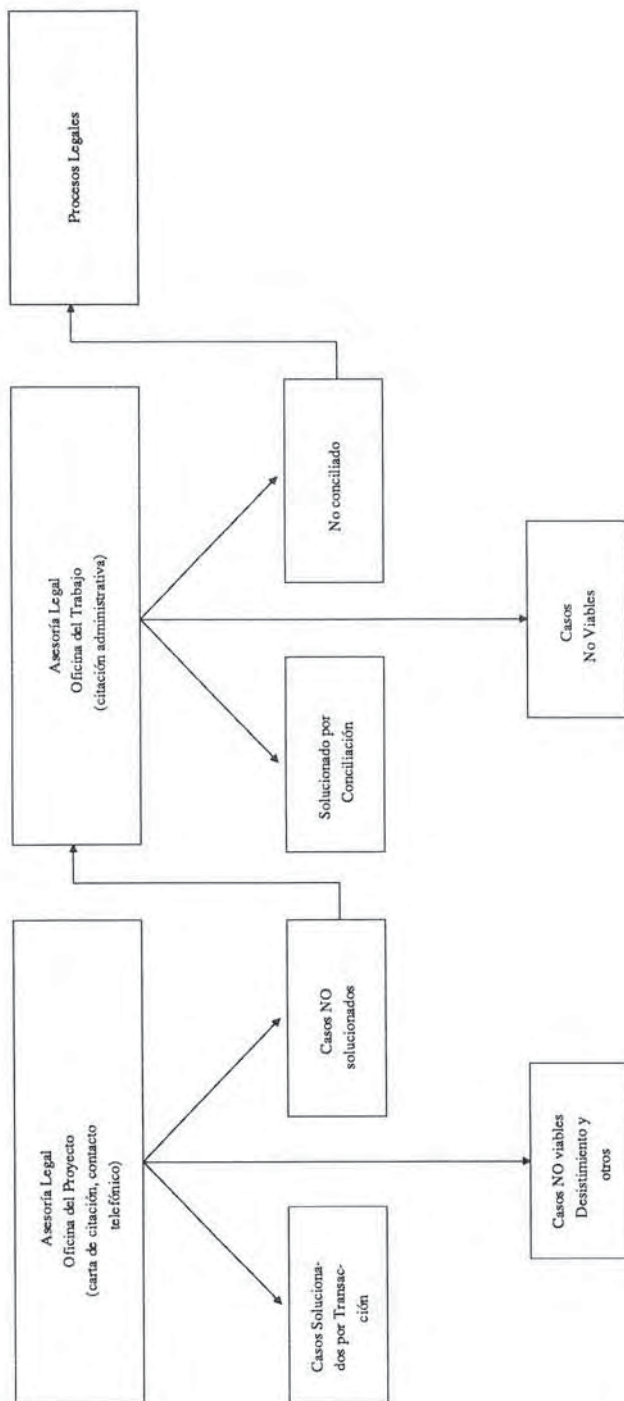 Asesoría Legal
Oficina del Proyecto
(carta de citación, contacto
telefónico)
Casos Soluciona-
dos por Transac-
ción
Casos NO
solucionados
Casos NO viables
Desistimiento y
otros
Asesoría Legal
Oficina del Trabajo
(citación administrativa)
Solucionado por
Conciliación
No conciliado
Casos
No Viables
Procesos Legales